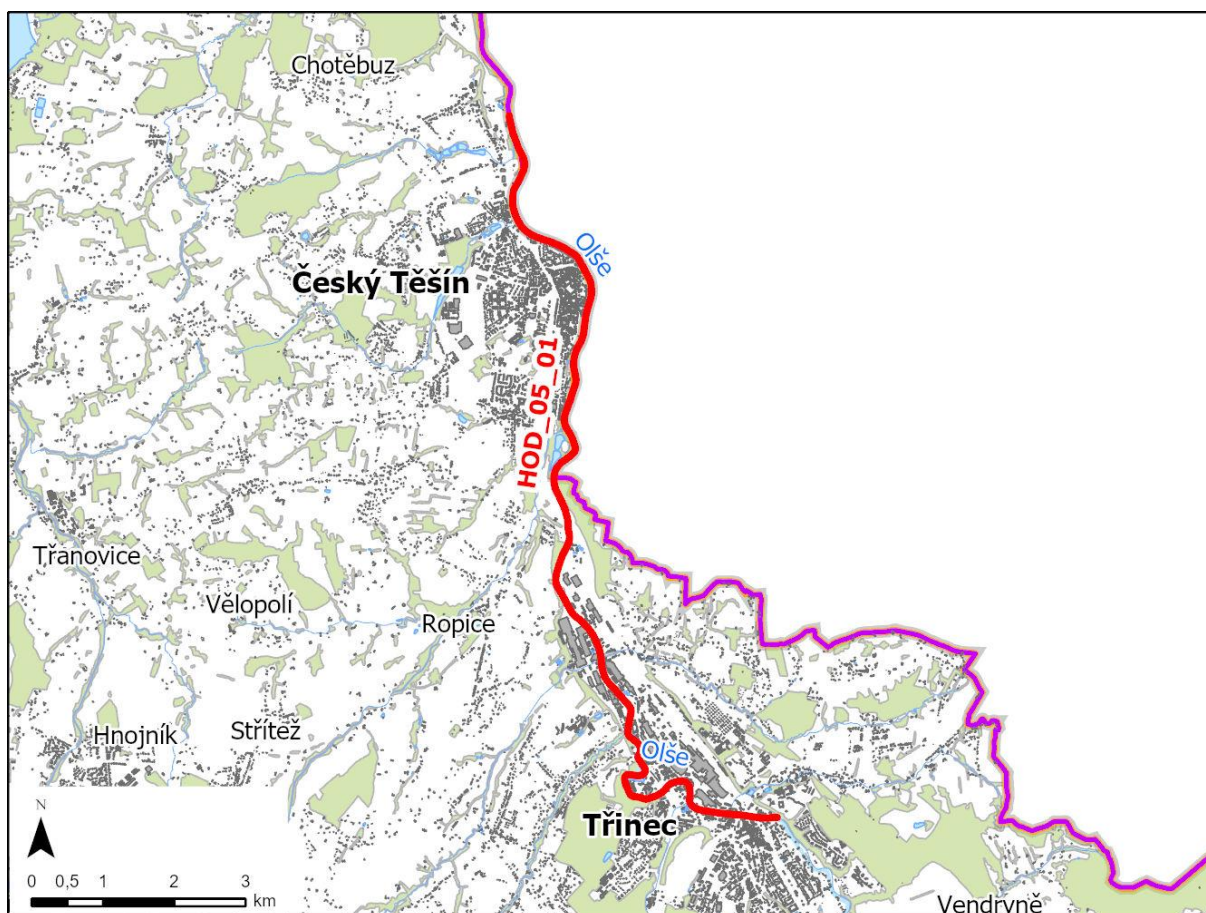 Chotěbuz
Olše
Český Těšín
HOD_05_01
Třanovice
Vělopolí
Ropice
Střítež
Hnojník
Olše
Třinec
N
0 0,5 1 2 3
km
Vendryně